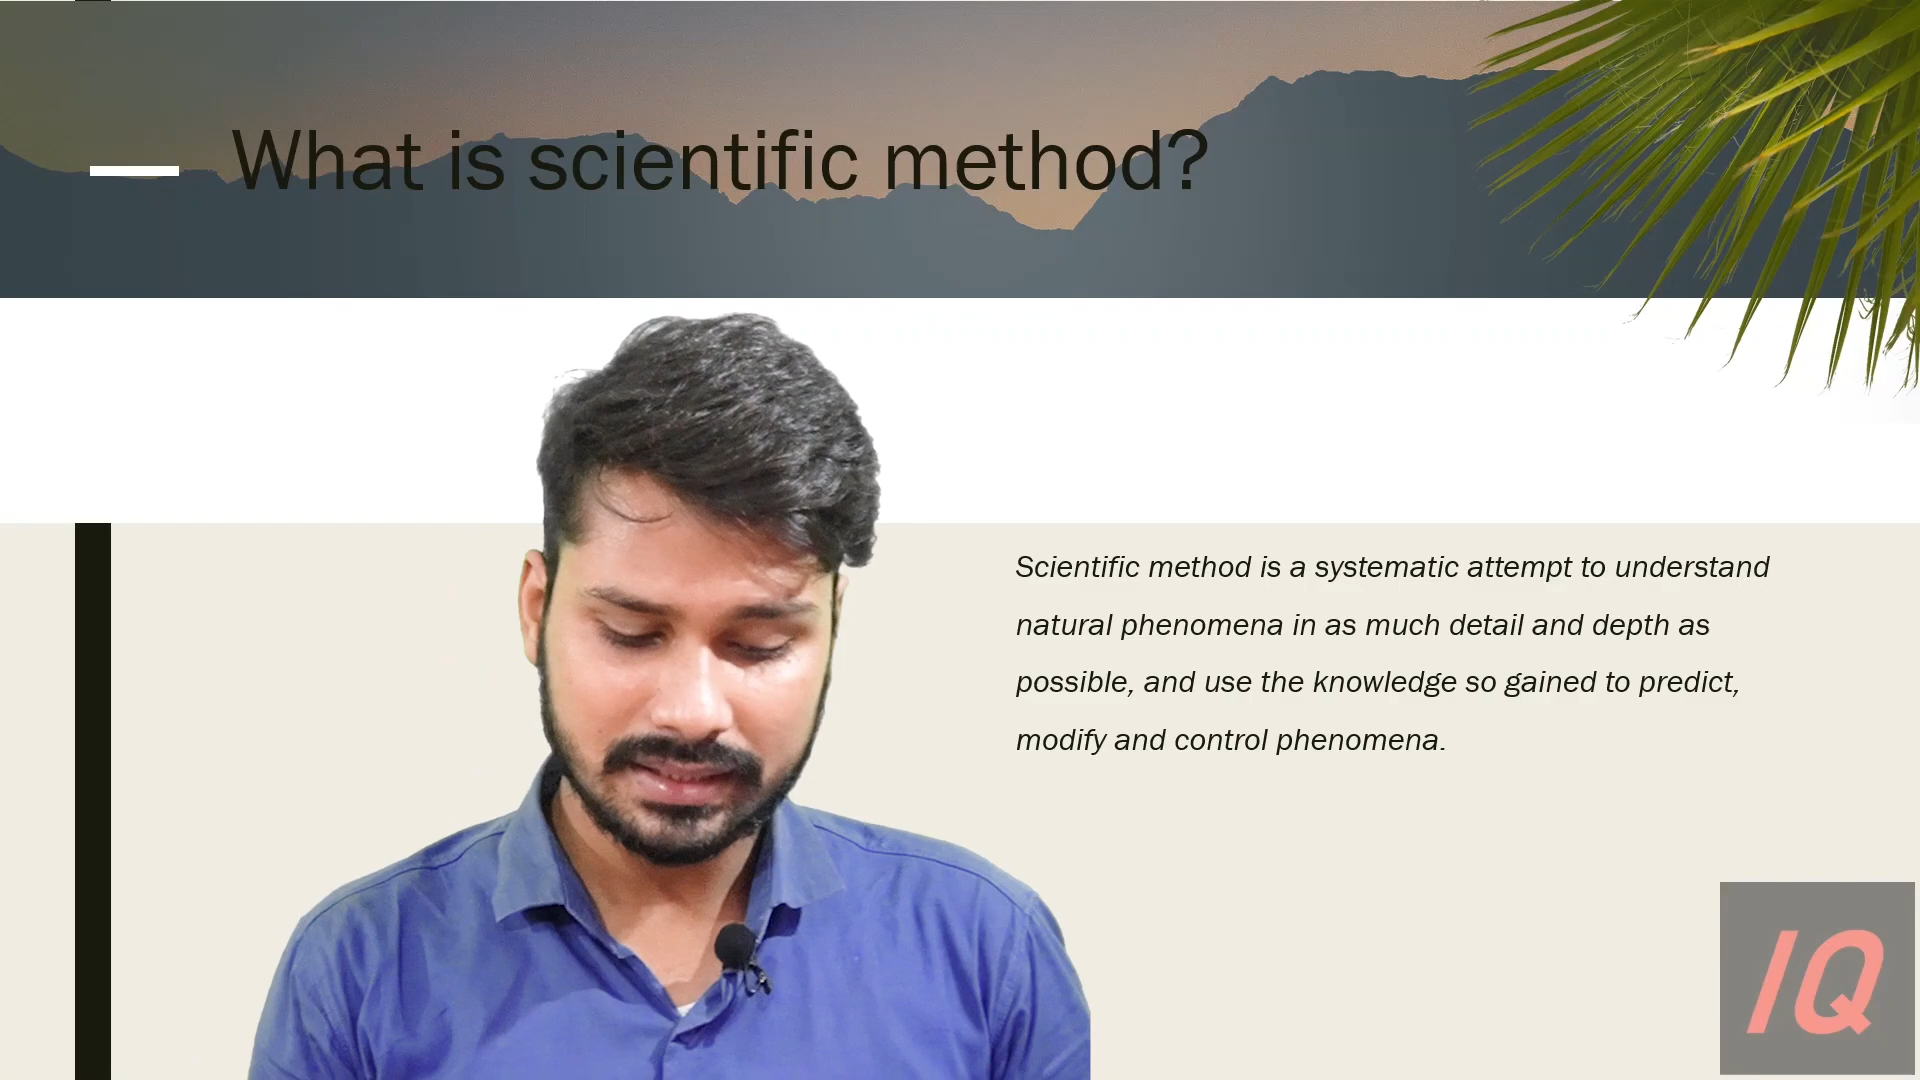 What is scientific method?
Scientific method is a systematic attempt to understand
natural phenomena in as much detail and depth as
possible, and use the knowledge so gained to predict,
modify and control phenomena.
IQ